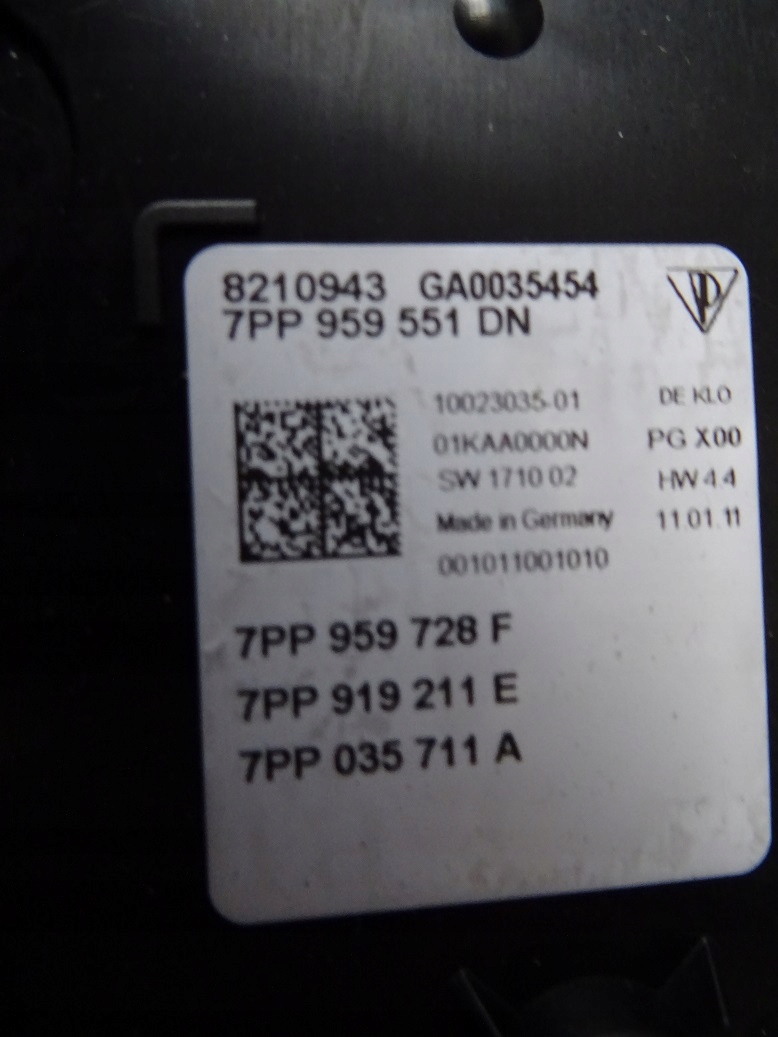 8210943 GA0035454
7PP 959 551 DN
10023035-01 DE KLO
01KAA0000N PG X00
SW 1710 02 HW 4.4
Made in Germany 11.01.11
001011001010
7PP 959 728 F
7PP 919 211 E
7PP 035 711 A